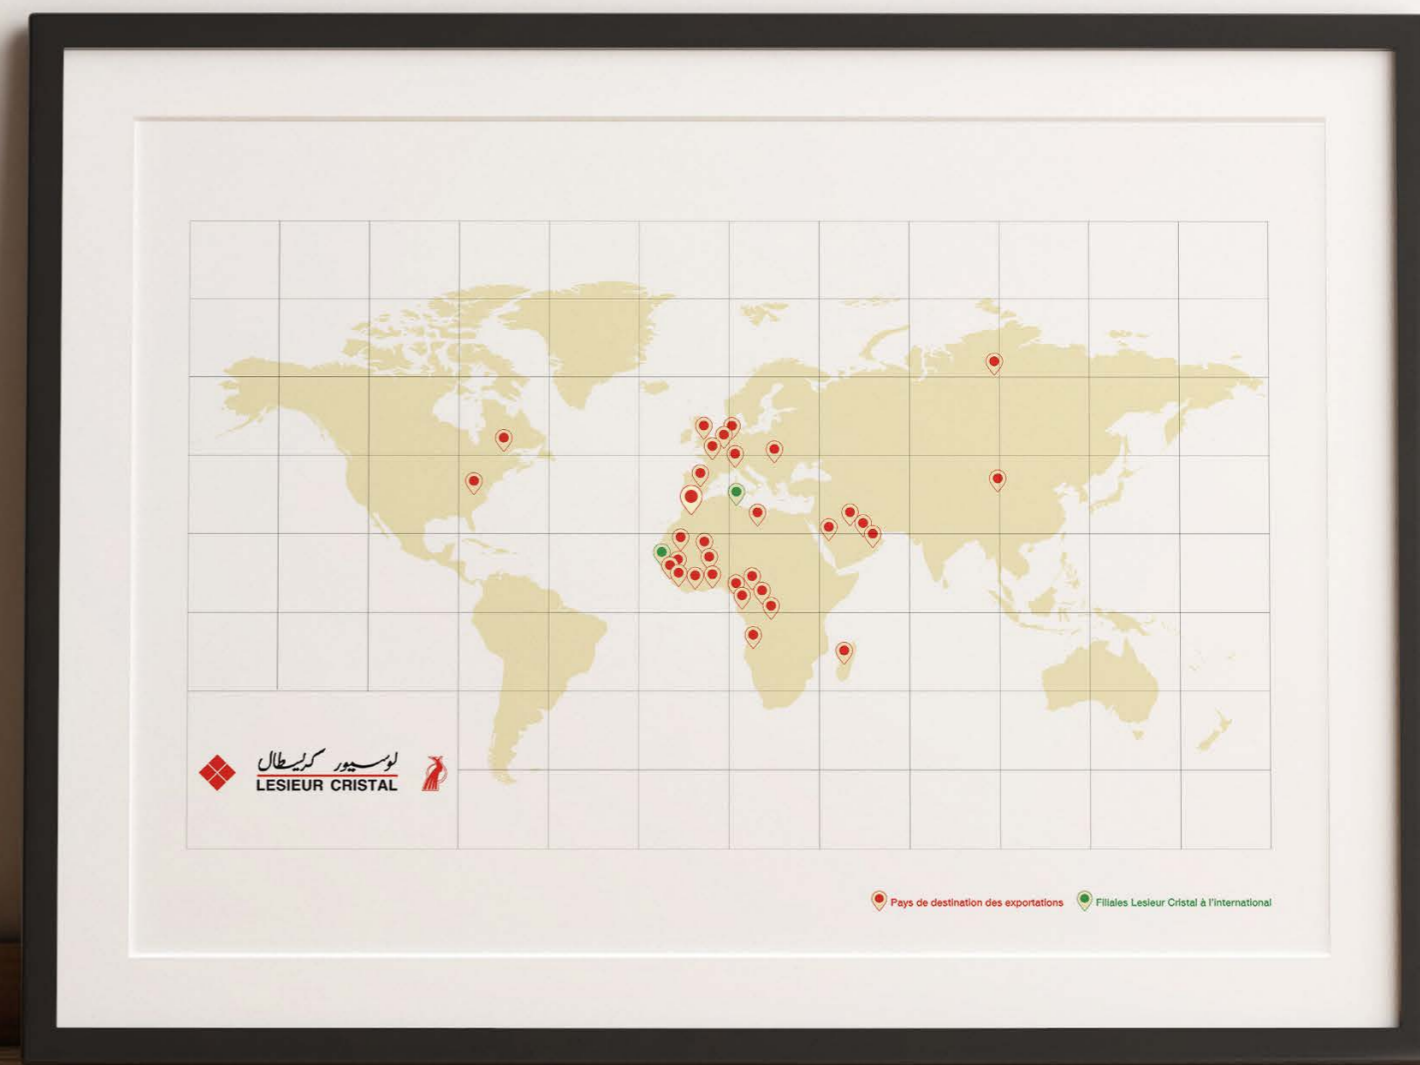 لوسيور كريسطال
LESIEUR CRISTAL
Pays de destination des exportations
Filiales Lesieur Cristal à l'international